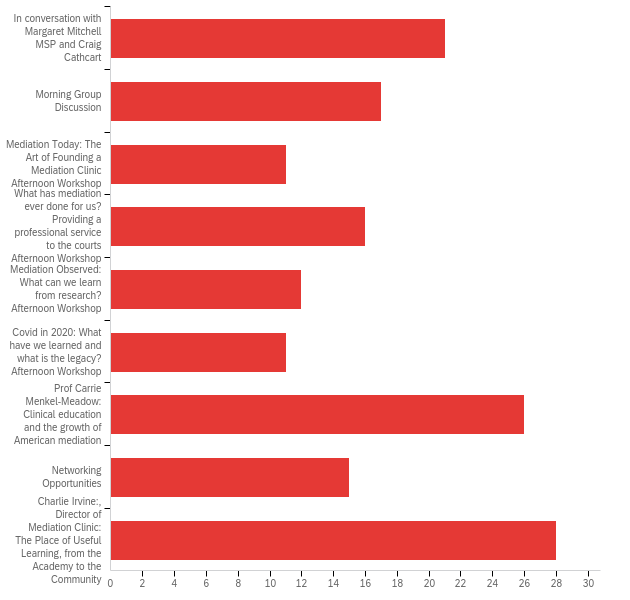 In conversation with
Margaret Mitchell
MSP and Craig
Cathcart
Morning Group
Discussion
Mediation Today: The
Art of Founding a
Mediation Clinic
Afternoon Workshop
What has mediation
ever done for us?
Providing a
professional service
to the courts
Afternoon Workshop
Mediation Observed:
What can we learn
from research?
Afternoon Workshop
Covid in 2020: What
have we learned and
what is the legacy?
Afternoon Workshop
Prof Carrie
Menkel-Meadow:
Clinical education
and the growth of
American mediation
Networking
Opportunities
Charlie Irvine:,
Director of
Mediation Clinic:
The Place of Useful
Learning, from the
Academy to the
Community
0 2 4 6 8 10 12 14 16 18 20 22 24 26 28 30